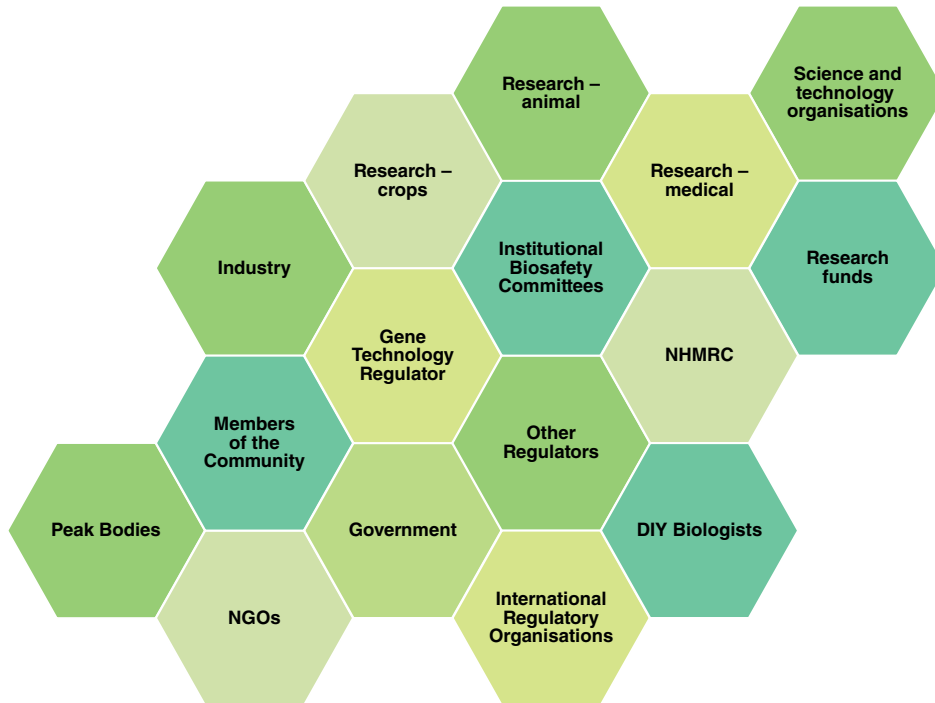 Research –
animal
Science and
technology
organisations
Research –
crops
Research –
medical
Industry
Institutional
Biosafety
Committees
Research
funds
Gene
Technology
Regulator
NHMRC
Members
of the
Community
Other
Regulators
Peak Bodies
Government
DIY Biologists
NGOs
International
Regulatory
Organisations